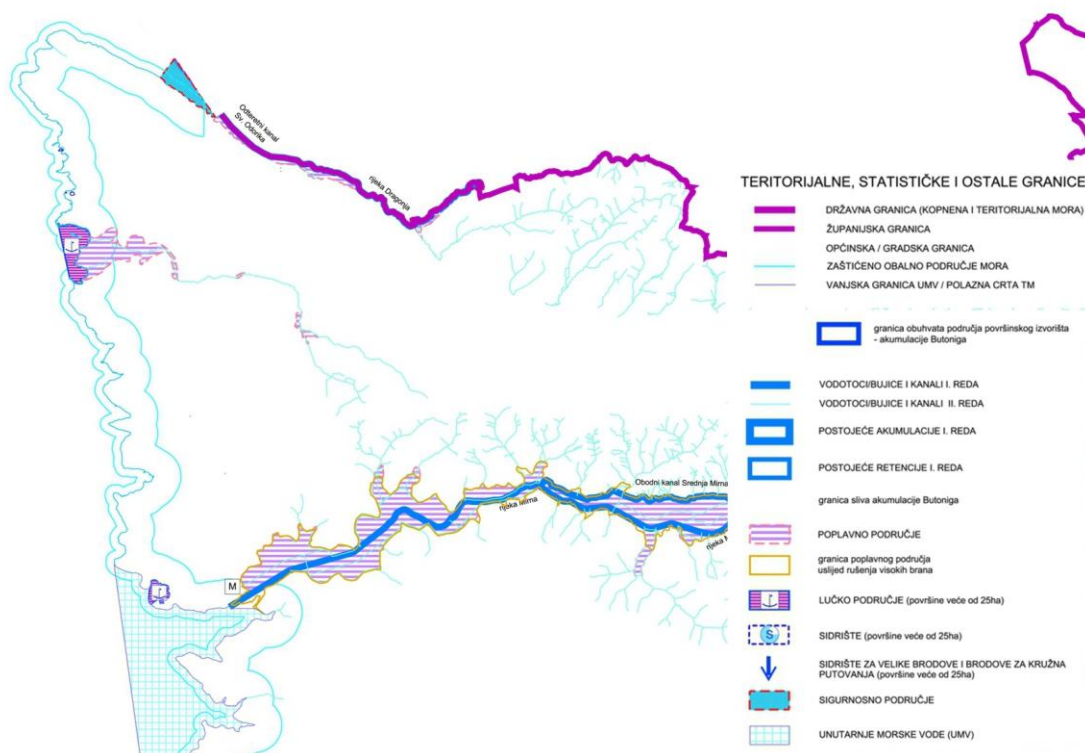 Odteretni kanal
Sv. Odorika
rijeka Dragonja
Obodni kanal Srednja Mirna
rijeka Mirna
rijeka M
M
TERITORIJALNE, STATISTIČKE I OSTALE GRANICE
DRŽAVNA GRANICA (KOPNENA I TERITORIJALNA MORA)
ŽUPANIJSKA GRANICA
OPĆINSKA / GRADSKA GRANICA
ZAŠTIĆENO OBALNO PODRUČJE MORA
VANJSKA GRANICA UMV / POLAZNA CRTA TM
granica obuhvata područja površinskog izvorišta
- akumulacije Butoniga
VODOTOCI/BUJICE I KANALI I. REDA
VODOTOCI/BUJICE I KANALI II. REDA
POSTOJEĆE AKUMULACIJE I. REDA
POSTOJEĆE RETENCIJE I. REDA
granica sliva akumulacije Butoniga
POPLAVNO PODRUČJE
granica poplavnog područja
uslijed rušenja visokih brana
LUČKO PODRUČJE (površine veće od 25ha)
S
SIDRIŠTE (površine veće od 25ha)
SIDRIŠTE ZA VELIKE BRODOVE I BRODOVE ZA KRUŽNA
PUTOVANJA (površine veće od 25ha)
SIGURNOSNO PODRUČJE
UNUTARNJE MORSKE VODE (UMV)